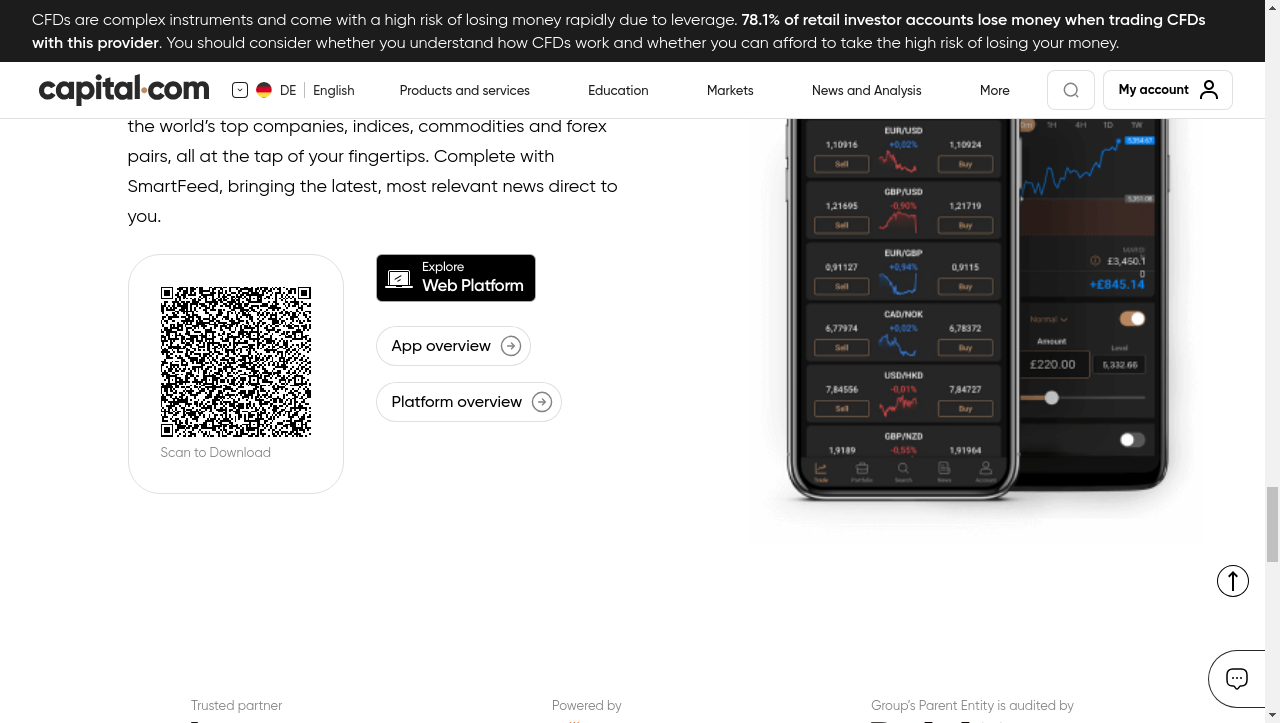 CFDs are complex instruments and come with a high risk of losing money rapidly due to leverage. 78.1% of retail investor accounts lose money when trading CFDs
with this provider. You should consider whether you understand how CFDs work and whether you can afford to take the high risk of losing your money.
capital.com
DE
English
Products and services
Education
Markets
News and Analysis
More
My account
the world’s top companies, indices, commodities and forex
pairs, all at the tap of your fingertips. Complete with
SmartFeed, bringing the latest, most relevant news direct to
you.
Scan to Download
Explore
Web Platform
App overview
Platform overview
EUR/USD
1,10916 +0,02% 1,10924
Sell Buy
GBP/USD
1,21695 -0,90% 1,21719
Sell Buy
EUR/GBP
0,91127 +0,94% 0,9115
Sell Buy
CAD/NOK
6,77974 +0,02% 6,78372
Sell Buy
USD/HKD
7,84556 -0,01% 7,84727
Sell Buy
GBP/NZD
1,9189 -0,55% 1,91964
Trade Portfolio Search News Account
1H 4H 1D 1W
5,351.08
£3,450.1
+£845.14
Normal
Amount
Level
£220.00
5,332.66
Trusted partner
Powered by
Group’s Parent Entity is audited by